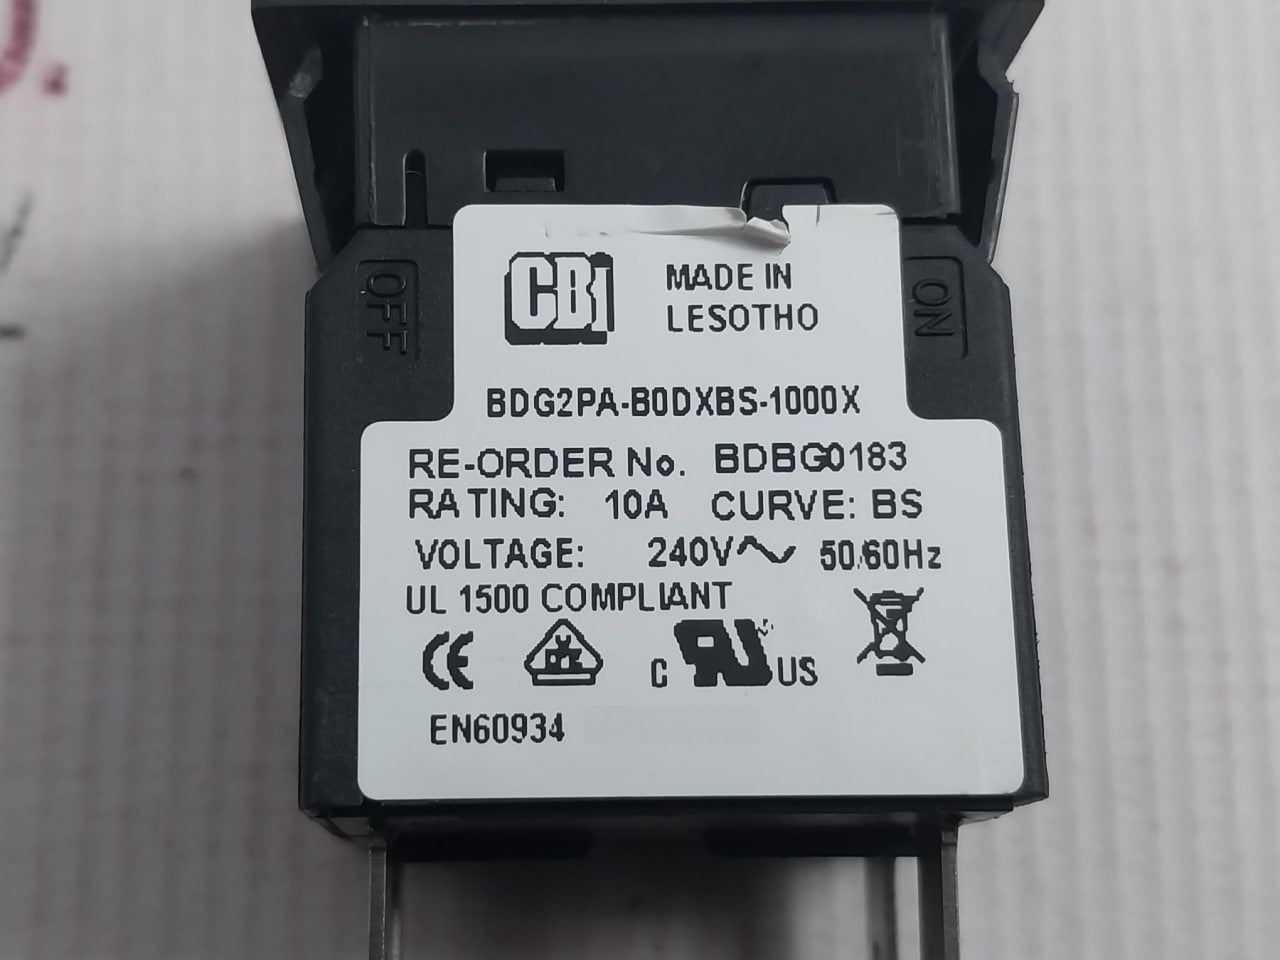 OFF
CBI
MADE IN
LESOTHO
ON
BDG2PA-B0DXBS-1000X
RE-ORDER No. BDBG0183
RATING: 10A CURVE: BS
VOLTAGE: 240V~ 50/60Hz
UL 1500 COMPLIANT
CE
C RU US
EN60934